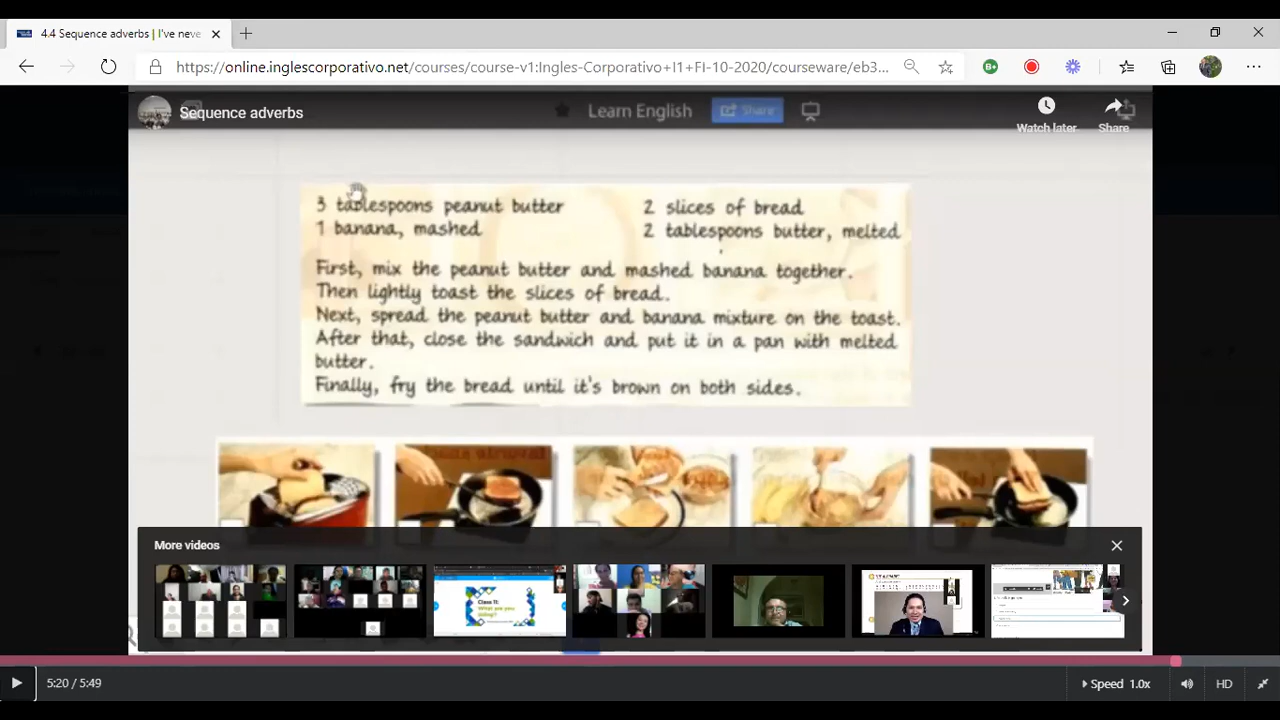 4.4 Sequence adverbs | I've neve
https://online.inglescorporativo.net/courses/course-v1:Ingles-Corporativo+I1+FI-10-2020/courseware/eb3...
Sequence adverbs
Learn English
Share
Watch later
Share
3 tablespoons peanut butter
2 slices of bread
1 banana, mashed
2 tablespoons butter, melted
First, mix the peanut butter and mashed banana together.
Then lightly toast the slices of bread.
Next, spread the peanut butter and banana mixture on the toast.
After that, close the sandwich and put it in a pan with melted
butter.
Finally, fry the bread until it's brown on both sides.
More videos
Class 11:
What are you
5:20 / 5:49
Speed 1.0x
HD